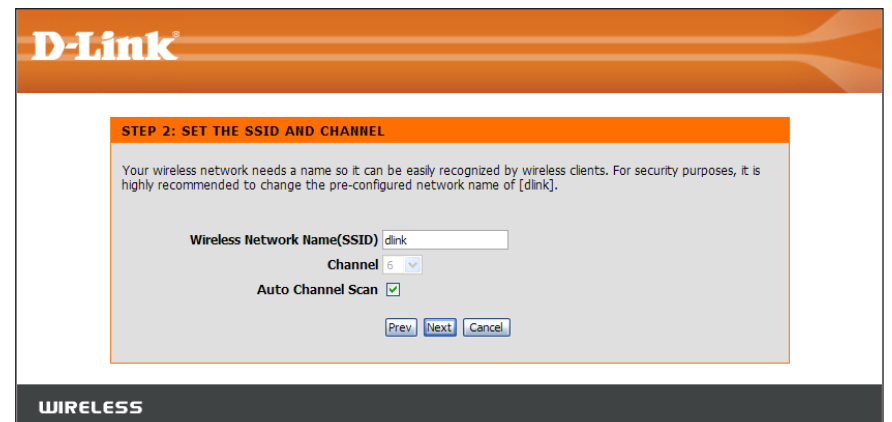 D-Link®
STEP 2: SET THE SSID AND CHANNEL
Your wireless network needs a name so it can be easily recognized by wireless clients. For security purposes, it is
highly recommended to change the pre-configured network name of [dlink].
Wireless Network Name(SSID) dlink
Channel 6
Auto Channel Scan
Prev Next Cancel
WIRELESS